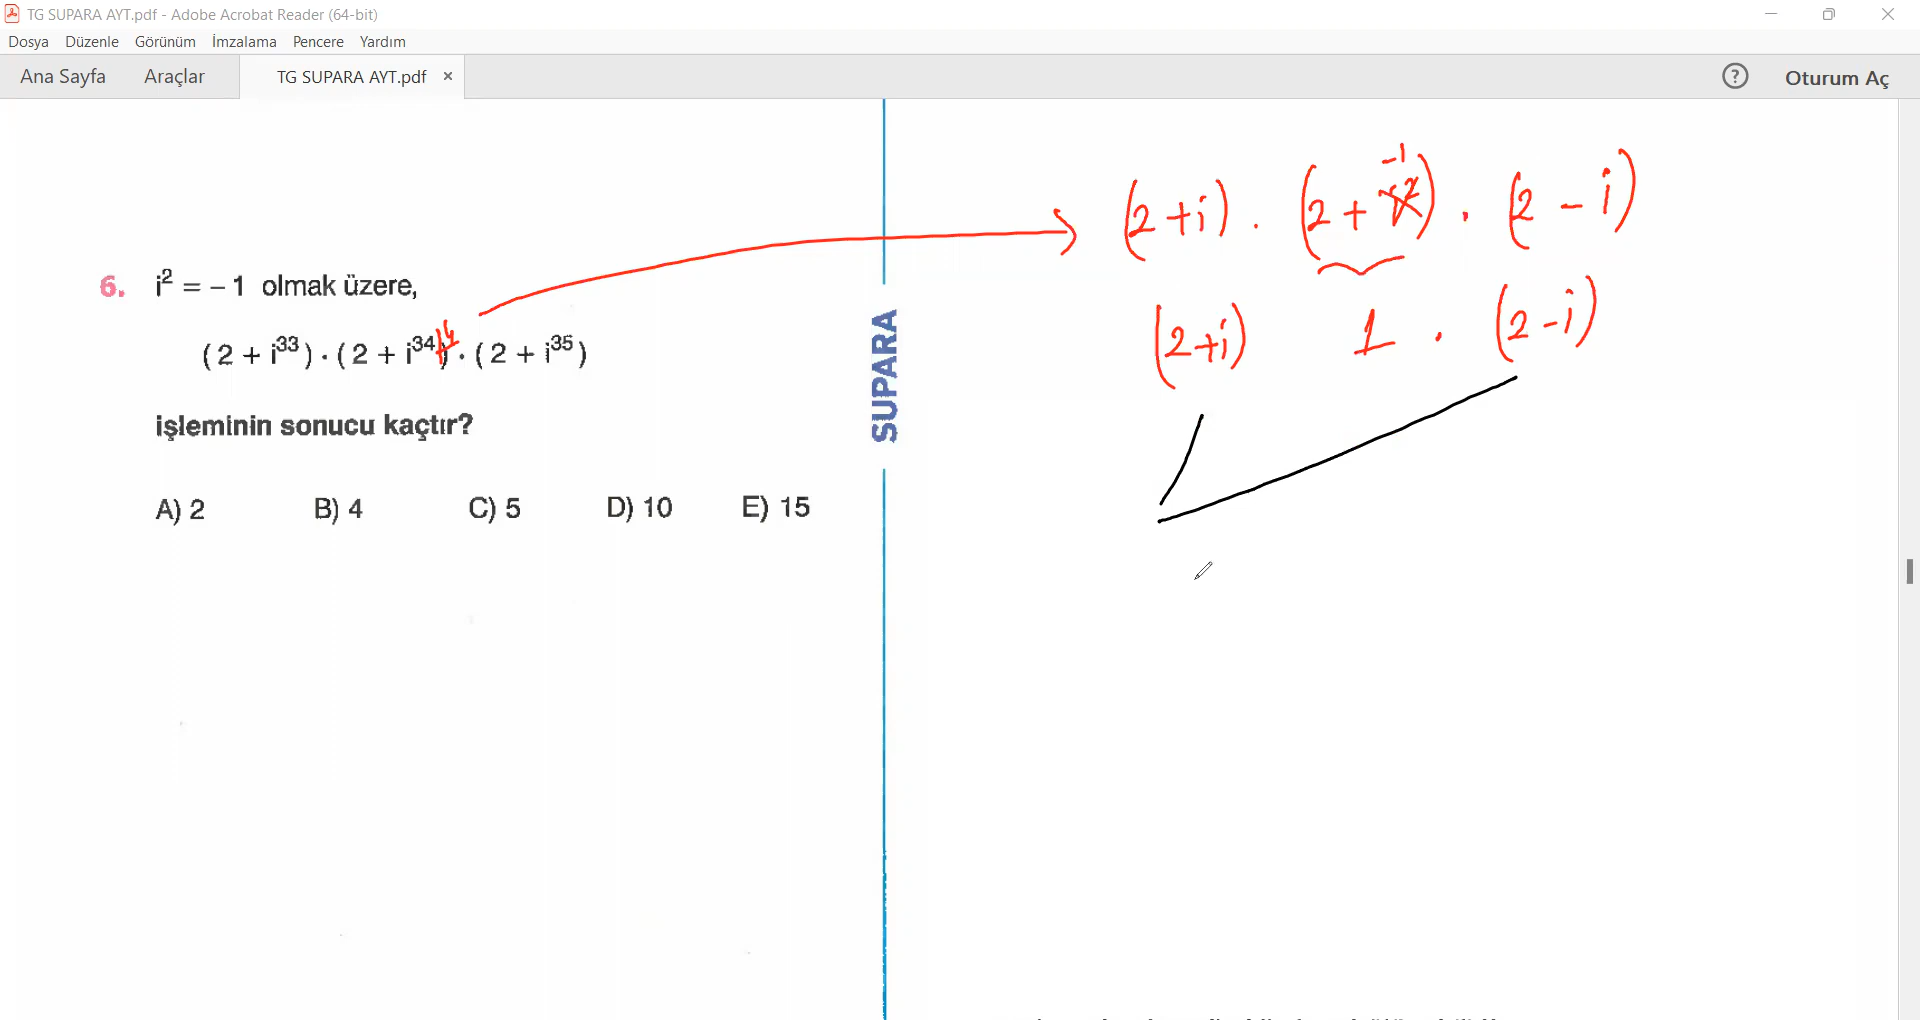 TG SUPARA AYT.pdf - Adobe Acrobat Reader (64-bit)
Dosya Düzenle Görünüm İmzalama Pencere Yardım
Ana Sayfa Araçlar TG SUPARA AYT.pdf × ? Oturum Aç
6. i² = – 1 olmak üzere,
( 2 + i³³ ) · ( 2 + i³⁴ ) · ( 2 + i³⁵ )
işleminin sonucu kaçtır?
A) 2 B) 4 C) 5 D) 10 E) 15
SUPARA
-1
(2 + i) . (2 + i²) . (2 - i)
(2 + i) 1 . (2 - i)